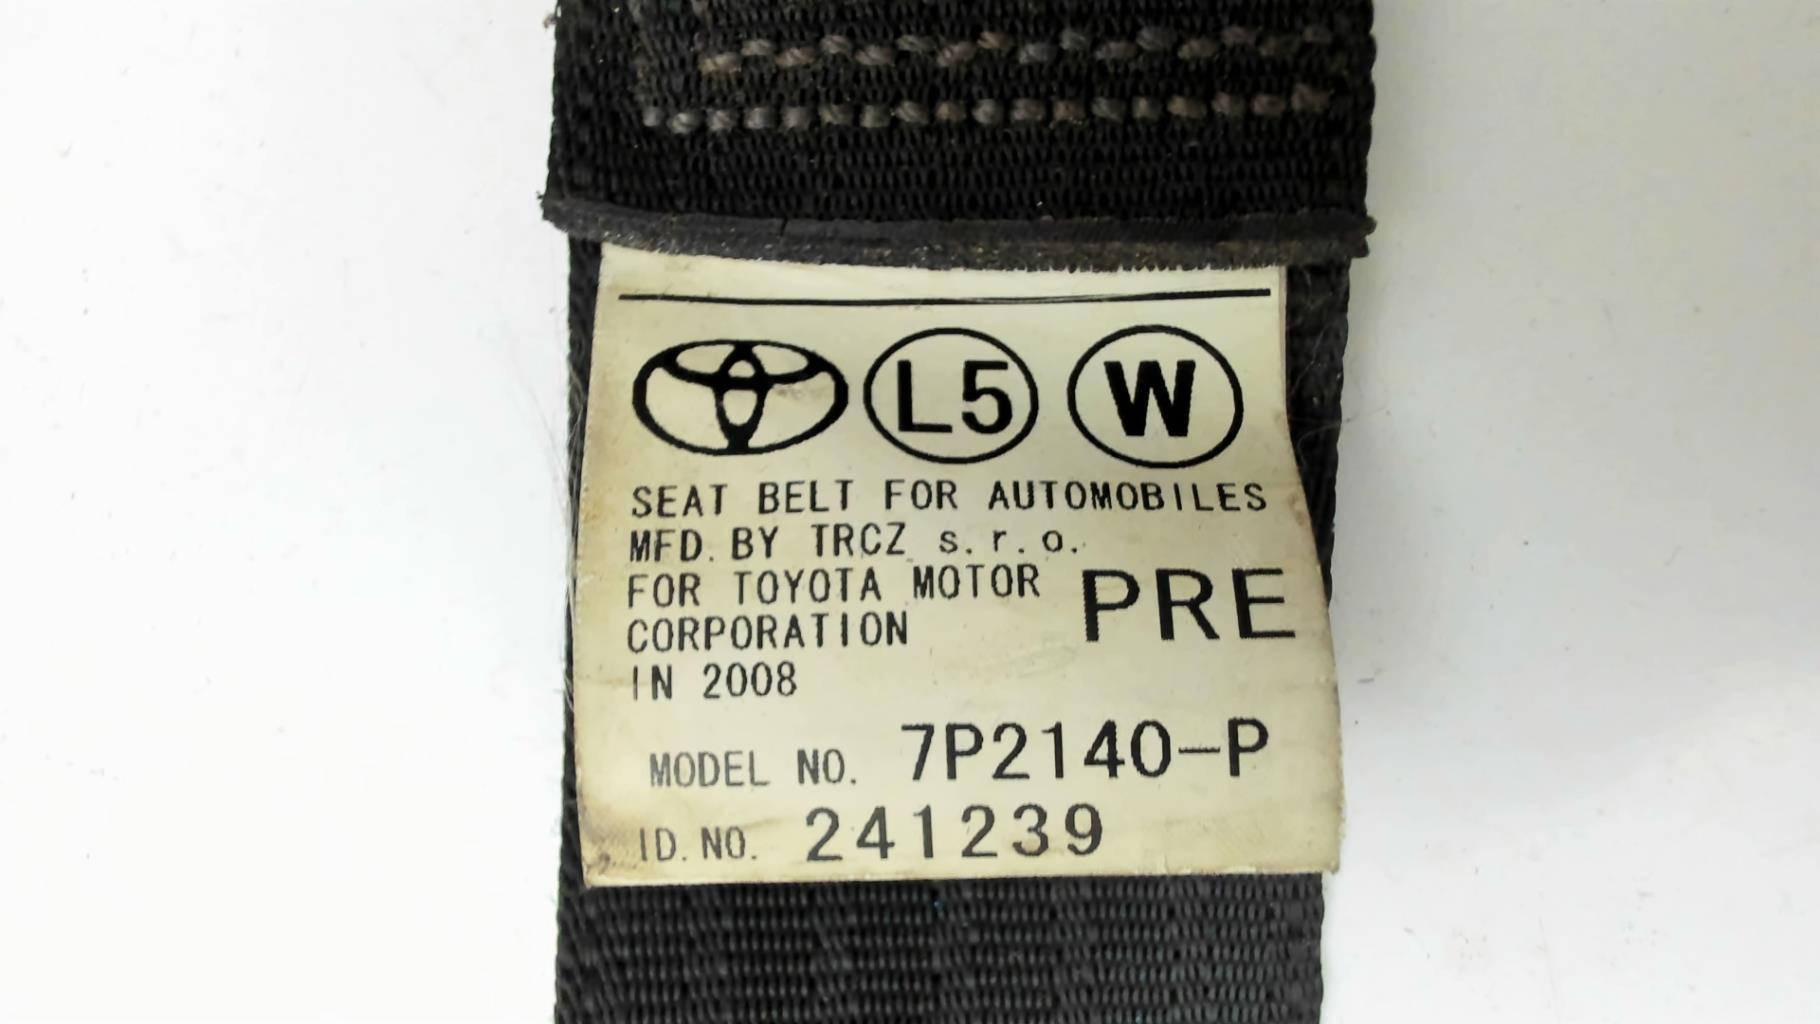 L5 W
SEAT BELT FOR AUTOMOBILES
MFD. BY TRCZ s.r.o.
FOR TOYOTA MOTOR
CORPORATION
PRE
IN 2008
MODEL NO. 7P2140-P
ID. NO. 241239